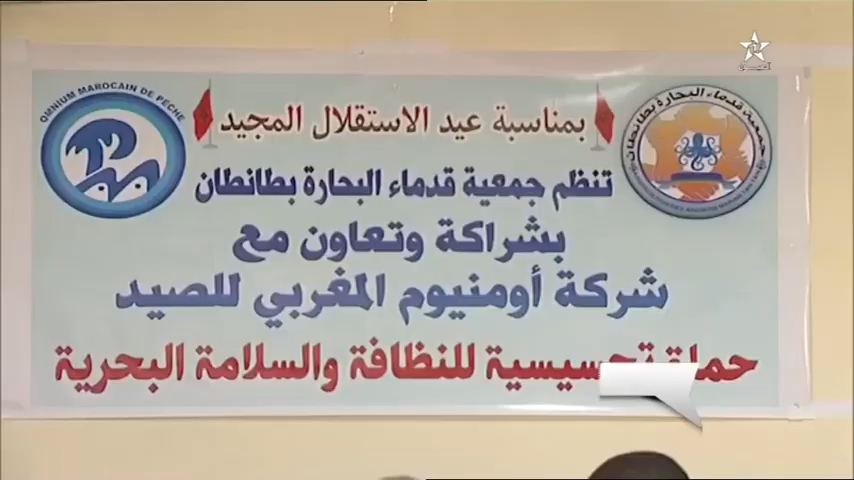 العيون
OMNIUM MAROCAIN DE PECHE
جمعية قدماء البحارة بطانطان
بمناسبة عيد الاستقلال المجيد
تنظم جمعية قدماء البحارة بطانطان
بشراكة وتعاون مع
شركة أومنيوم المغربي للصيد
حملة تحسيسية للنظافة والسلامة البحرية